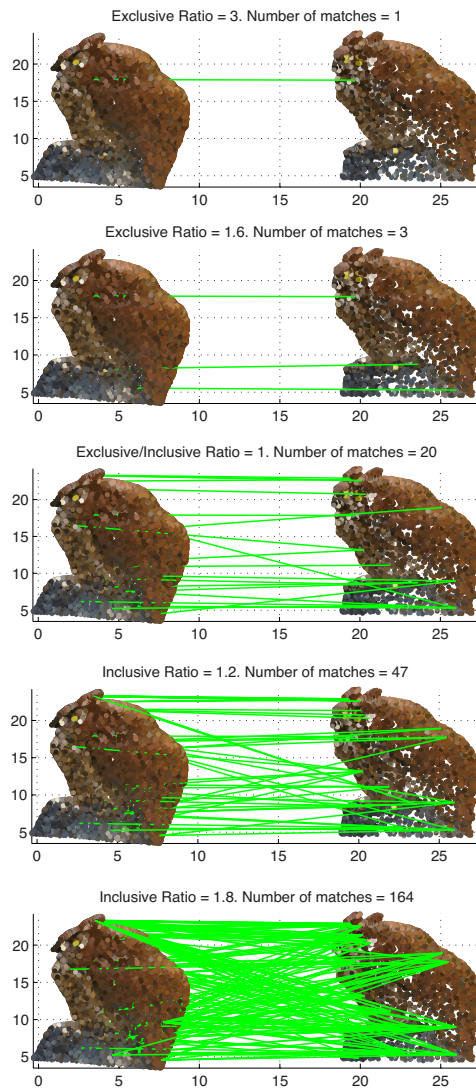 Exclusive Ratio = 3. Number of matches = 1
20
15
10
5
0 5 10 15 20 25
Exclusive Ratio = 1.6. Number of matches = 3
20
15
10
5
0 5 10 15 20 25
Exclusive/Inclusive Ratio = 1. Number of matches = 20
20
15
10
5
0 5 10 15 20 25
Inclusive Ratio = 1.2. Number of matches = 47
20
15
10
5
0 5 10 15 20 25
Inclusive Ratio = 1.8. Number of matches = 164
20
15
10
5
0 5 10 15 20 25